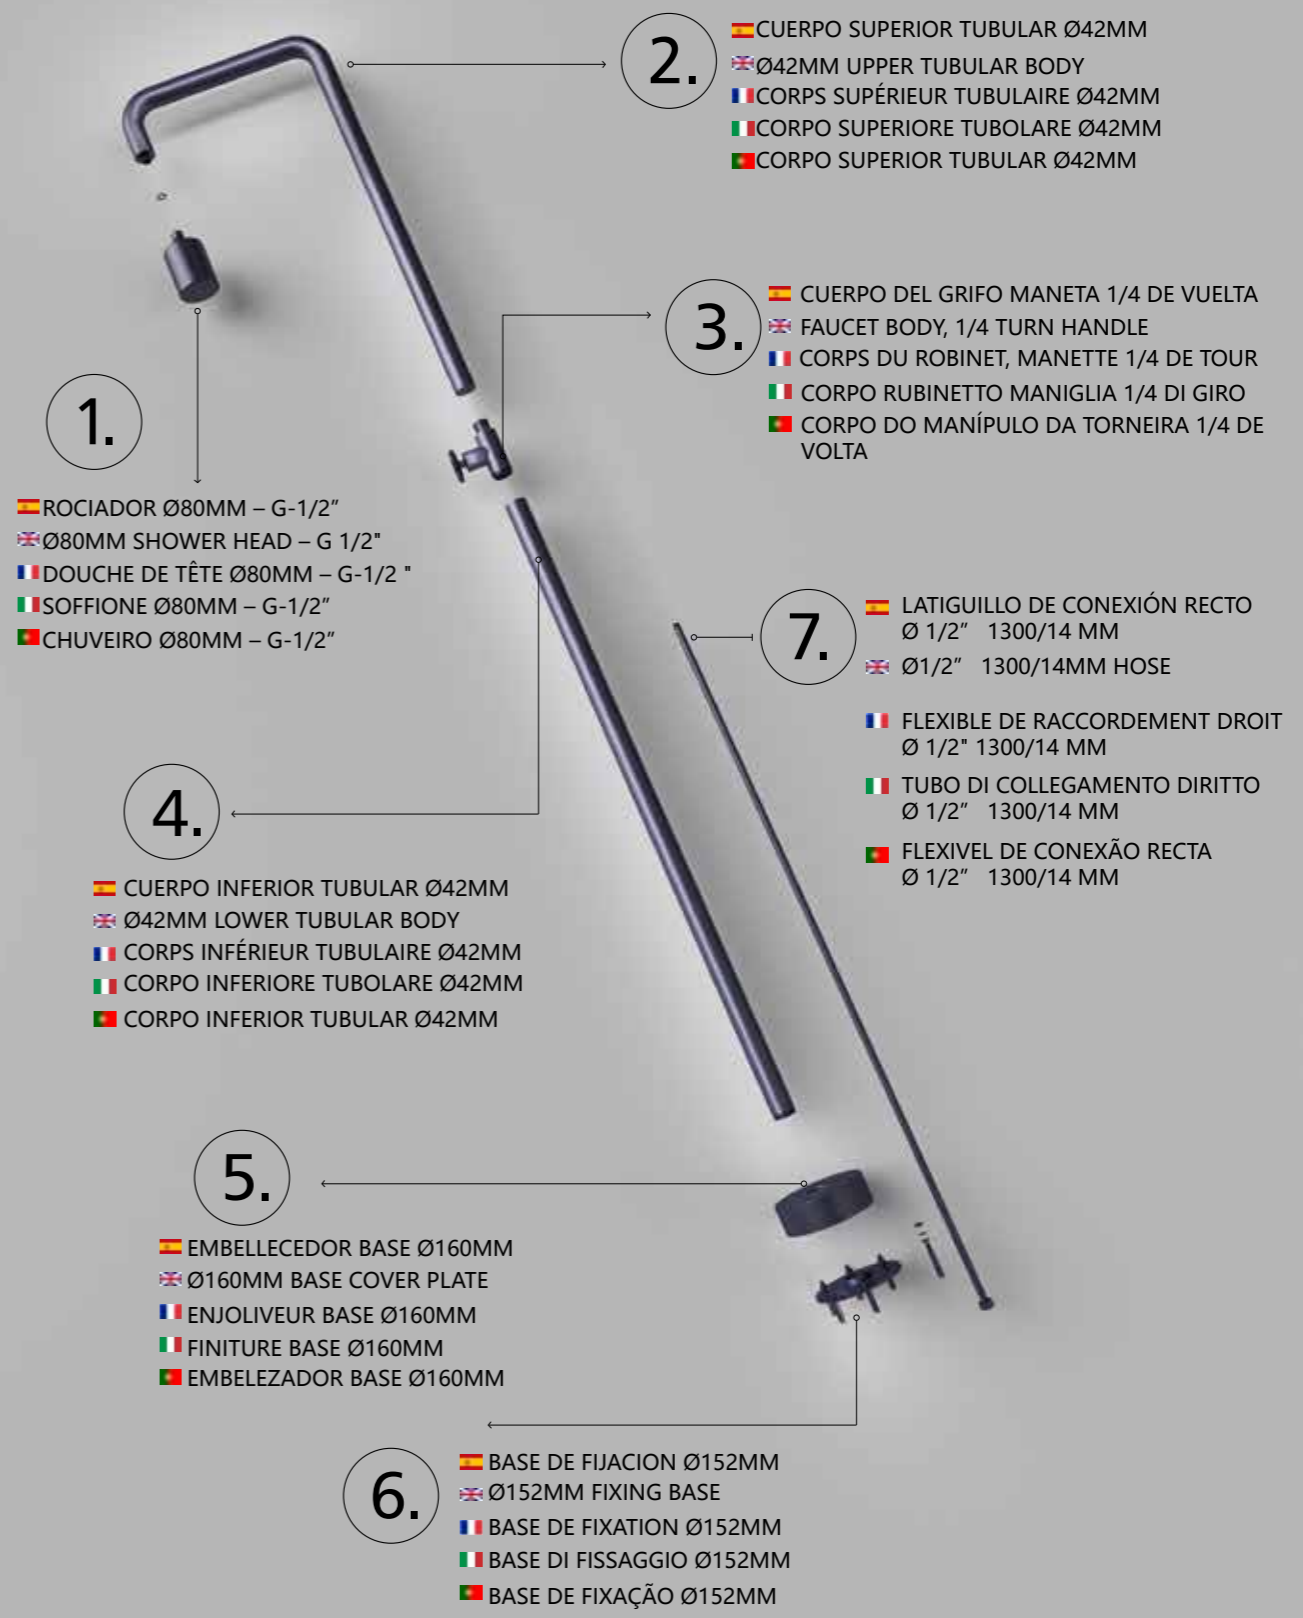 2.
CUERPO SUPERIOR TUBULAR Ø42MM
Ø42MM UPPER TUBULAR BODY
CORPS SUPÉRIEUR TUBULAIRE Ø42MM
CORPO SUPERIORE TUBOLARE Ø42MM
CORPO SUPERIOR TUBULAR Ø42MM
3.
CUERPO DEL GRIFO MANETA 1/4 DE VUELTA
FAUCET BODY, 1/4 TURN HANDLE
CORPS DU ROBINET, MANETTE 1/4 DE TOUR
CORPO RUBINETTO MANIGLIA 1/4 DI GIRO
CORPO DO MANÍPULO DA TORNEIRA 1/4 DE
VOLTA
1.
ROCIADOR Ø80MM – G-1/2”
Ø80MM SHOWER HEAD – G 1/2"
DOUCHE DE TÊTE Ø80MM – G-1/2 "
SOFFIONE Ø80MM – G-1/2”
CHUVEIRO Ø80MM – G-1/2”
7.
LATIGUILLO DE CONEXIÓN RECTO
Ø 1/2” 1300/14 MM
Ø1/2” 1300/14MM HOSE
FLEXIBLE DE RACCORDEMENT DROIT
Ø 1/2" 1300/14 MM
TUBO DI COLLEGAMENTO DIRITTO
Ø 1/2” 1300/14 MM
FLEXIVEL DE CONEXÃO RECTA
Ø 1/2” 1300/14 MM
4.
CUERPO INFERIOR TUBULAR Ø42MM
Ø42MM LOWER TUBULAR BODY
CORPS INFÉRIEUR TUBULAIRE Ø42MM
CORPO INFERIORE TUBOLARE Ø42MM
CORPO INFERIOR TUBULAR Ø42MM
5.
EMBELLECEDOR BASE Ø160MM
Ø160MM BASE COVER PLATE
ENJOLIVEUR BASE Ø160MM
FINITURE BASE Ø160MM
EMBELEZADOR BASE Ø160MM
6.
BASE DE FIJACION Ø152MM
Ø152MM FIXING BASE
BASE DE FIXATION Ø152MM
BASE DI FISSAGGIO Ø152MM
BASE DE FIXAÇÃO Ø152MM